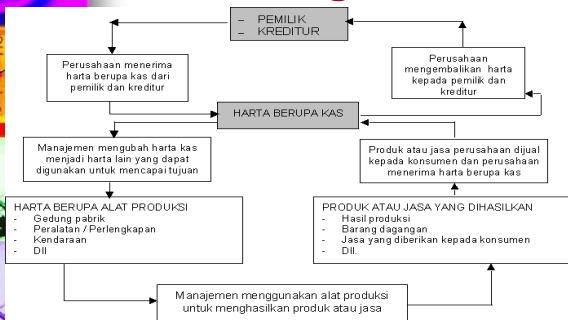 - PEMILIK
- KREDITUR
Perusahaan menerima
harta berupa kas dari
pemilik dan kreditur
Perusahaan
mengembalikan harta
kepada pemilik dan
kreditur
HARTA BERUPA KAS
Manajemen mengubah harta kas
menjadi harta lain yang dapat
digunakan untuk mencapai tujuan
Produk atau jasa perusahaan dijual
kepada konsumen dan perusahaan
menerima harta berupa kas
HARTA BERUPA ALAT PRODUKSI
- Gedung pabrik
- Peralatan / Perlengkapan
- Kendaraan
- Dll
PRODUK ATAU JASA YANG DIHASILKAN
- Hasil produksi
- Barang dagangan
- Jasa yang diberikan kepada konsumen
- Dll.
Manajemen menggunakan alat produksi
untuk menghasilkan produk atau jasa